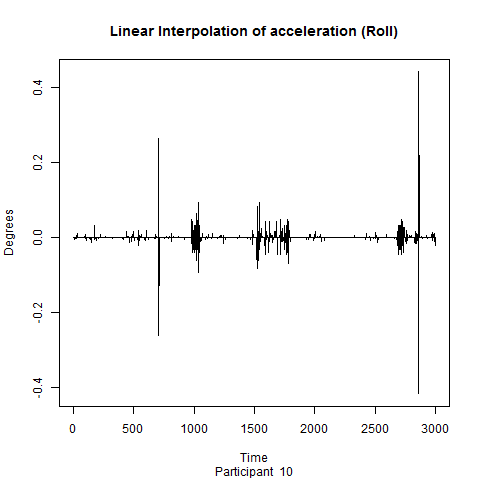 Linear Interpolation of acceleration (Roll)
0.4
0.2
0.0
-0.2
-0.4
Degrees
0 500 1000 1500 2000 2500 3000
Time
Participant 10